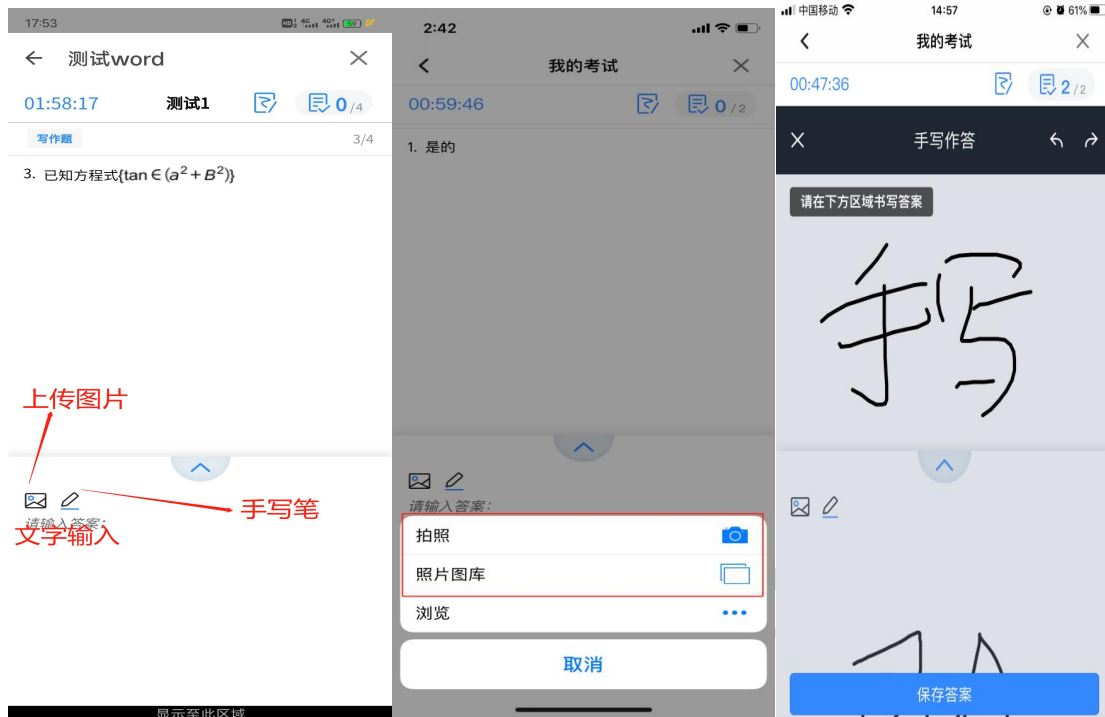 17:53
测试word
01:58:17 测试1 0/4
写作题 3/4
3. 已知方程式{tan∈(a²+B²)}
上传图片
手写笔
请输入答案:
文字输入
显示至此区域
2:42
我的考试
00:59:46 0/2
1. 是的
请输入答案:
拍照
照片图库
浏览
取消
中国移动 14:57 61%
我的考试
00:47:36 2/2
手写作答
请在下方区域书写答案
手写
保存答案